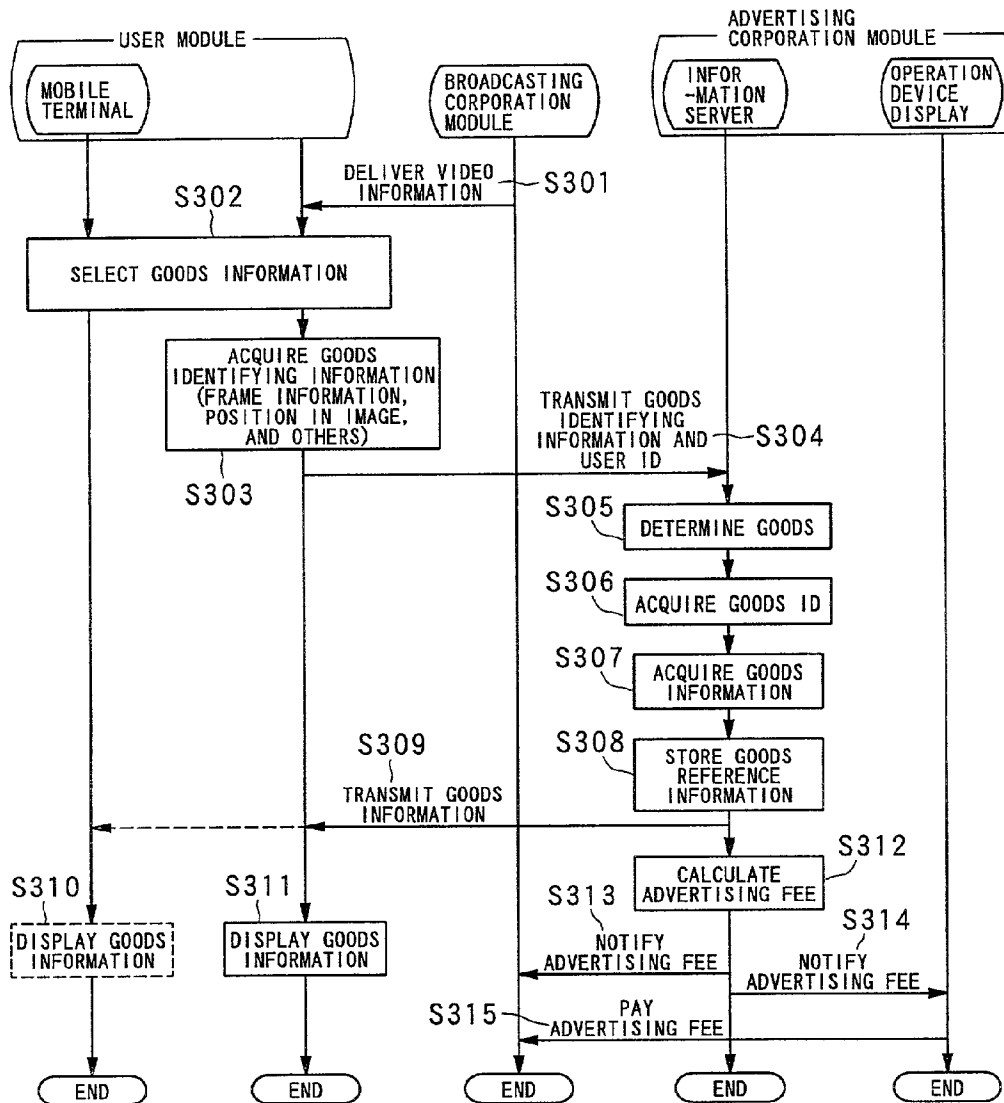 USER MODULE
ADVERTISING
CORPORATION MODULE
MOBILE
TERMINAL
BROADCASTING
CORPORATION
MODULE
INFOR
-MATION
SERVER
OPERATION
DEVICE
DISPLAY
DELIVER VIDEO
INFORMATION
S301
S302
SELECT GOODS INFORMATION
ACQUIRE GOODS
IDENTIFYING INFORMATION
(FRAME INFORMATION,
POSITION IN IMAGE,
AND OTHERS)
S303
TRANSMIT GOODS
IDENTIFYING
INFORMATION AND
USER ID
S304
S305
DETERMINE GOODS
S306
ACQUIRE GOODS ID
S307
ACQUIRE GOODS
INFORMATION
S308
STORE GOODS
REFERENCE
INFORMATION
S309
TRANSMIT GOODS
INFORMATION
S312
CALCULATE
ADVERTISING FEE
S310
DISPLAY GOODS
INFORMATION
S311
DISPLAY GOODS
INFORMATION
S313
NOTIFY
ADVERTISING FEE
S314
NOTIFY
ADVERTISING FEE
S315
PAY
ADVERTISING FEE
END
END
END
END
END